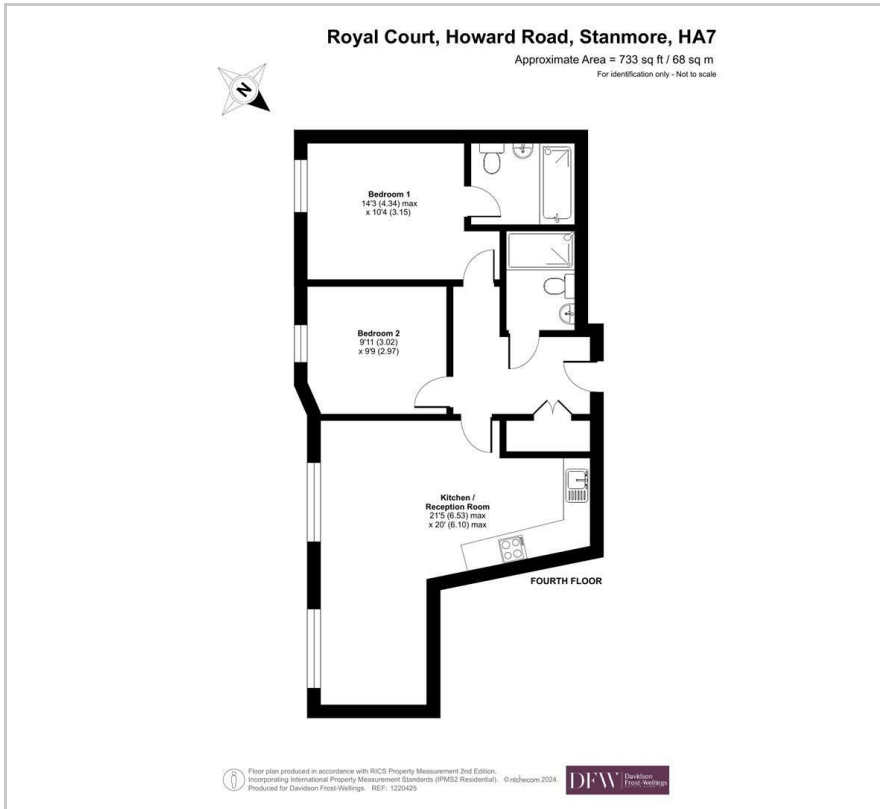 Royal Court, Howard Road, Stanmore, HA7
Approximate Area = 733 sq ft / 68 sq m
For identification only - Not to scale
N
Bedroom 1
14'3 (4.34) max
x 10'4 (3.15)
Bedroom 2
9'11 (3.02)
x 9'9 (2.97)
Kitchen /
Reception Room
21'5 (6.53) max
x 20' (6.10) max
FOURTH FLOOR
Floor plan produced in accordance with RICS Property Measurement 2nd Edition,
Incorporating International Property Measurement Standards (IPMS2 Residential). © nichecom 2024.
Produced for Davidson Frost-Wellings. REF: 1220425
DFW
Davidson
Frost-Wellings